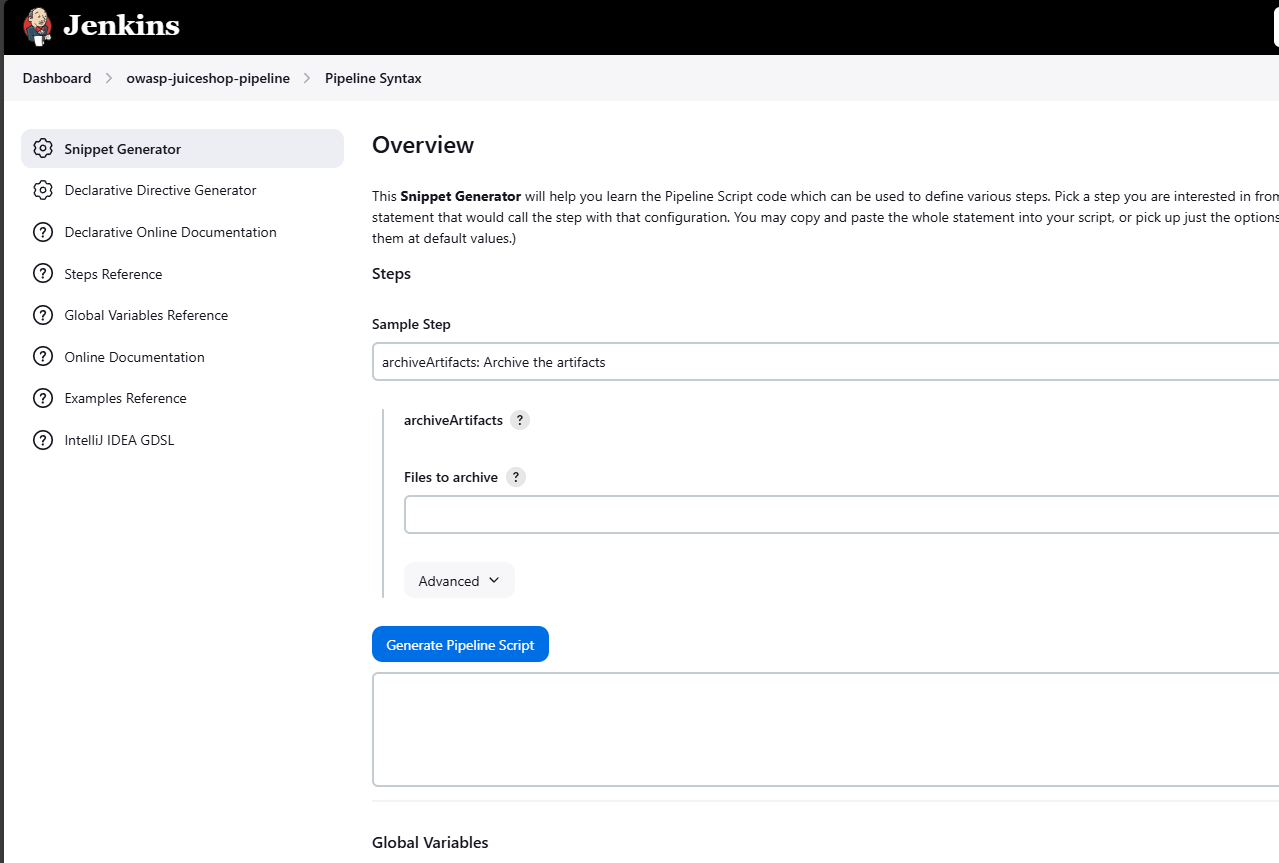 Jenkins
Dashboard > owasp-juiceshop-pipeline > Pipeline Syntax
Snippet Generator
Declarative Directive Generator
Declarative Online Documentation
Steps Reference
Global Variables Reference
Online Documentation
Examples Reference
IntelliJ IDEA GDSL
Overview
This Snippet Generator will help you learn the Pipeline Script code which can be used to define various steps. Pick a step you are interested in from
statement that would call the step with that configuration. You may copy and paste the whole statement into your script, or pick up just the options
them at default values.)
Steps
Sample Step
archiveArtifacts: Archive the artifacts
archiveArtifacts ?
Files to archive ?
Advanced
Generate Pipeline Script
Global Variables